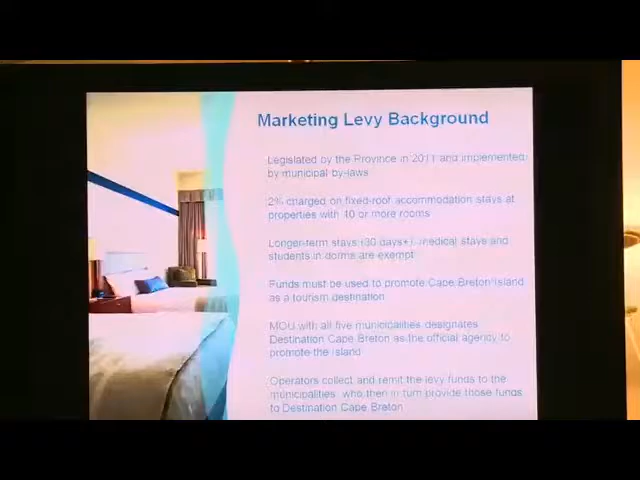 Marketing Levy Background
Legislated by the Province in 2011 and implemented
by municipal by-laws
2% charged on fixed-roof accommodation stays at
properties with 10 or more rooms
Longer-term stays (30 days+), medical stays and
students in dorms are exempt
Funds must be used to promote Cape Breton Island
as a tourism destination
MOU with all five municipalities designates
Destination Cape Breton as the official agency to
promote the Island
Operators collect and remit the levy funds to the
municipalities, who then in turn provide those funds
to Destination Cape Breton